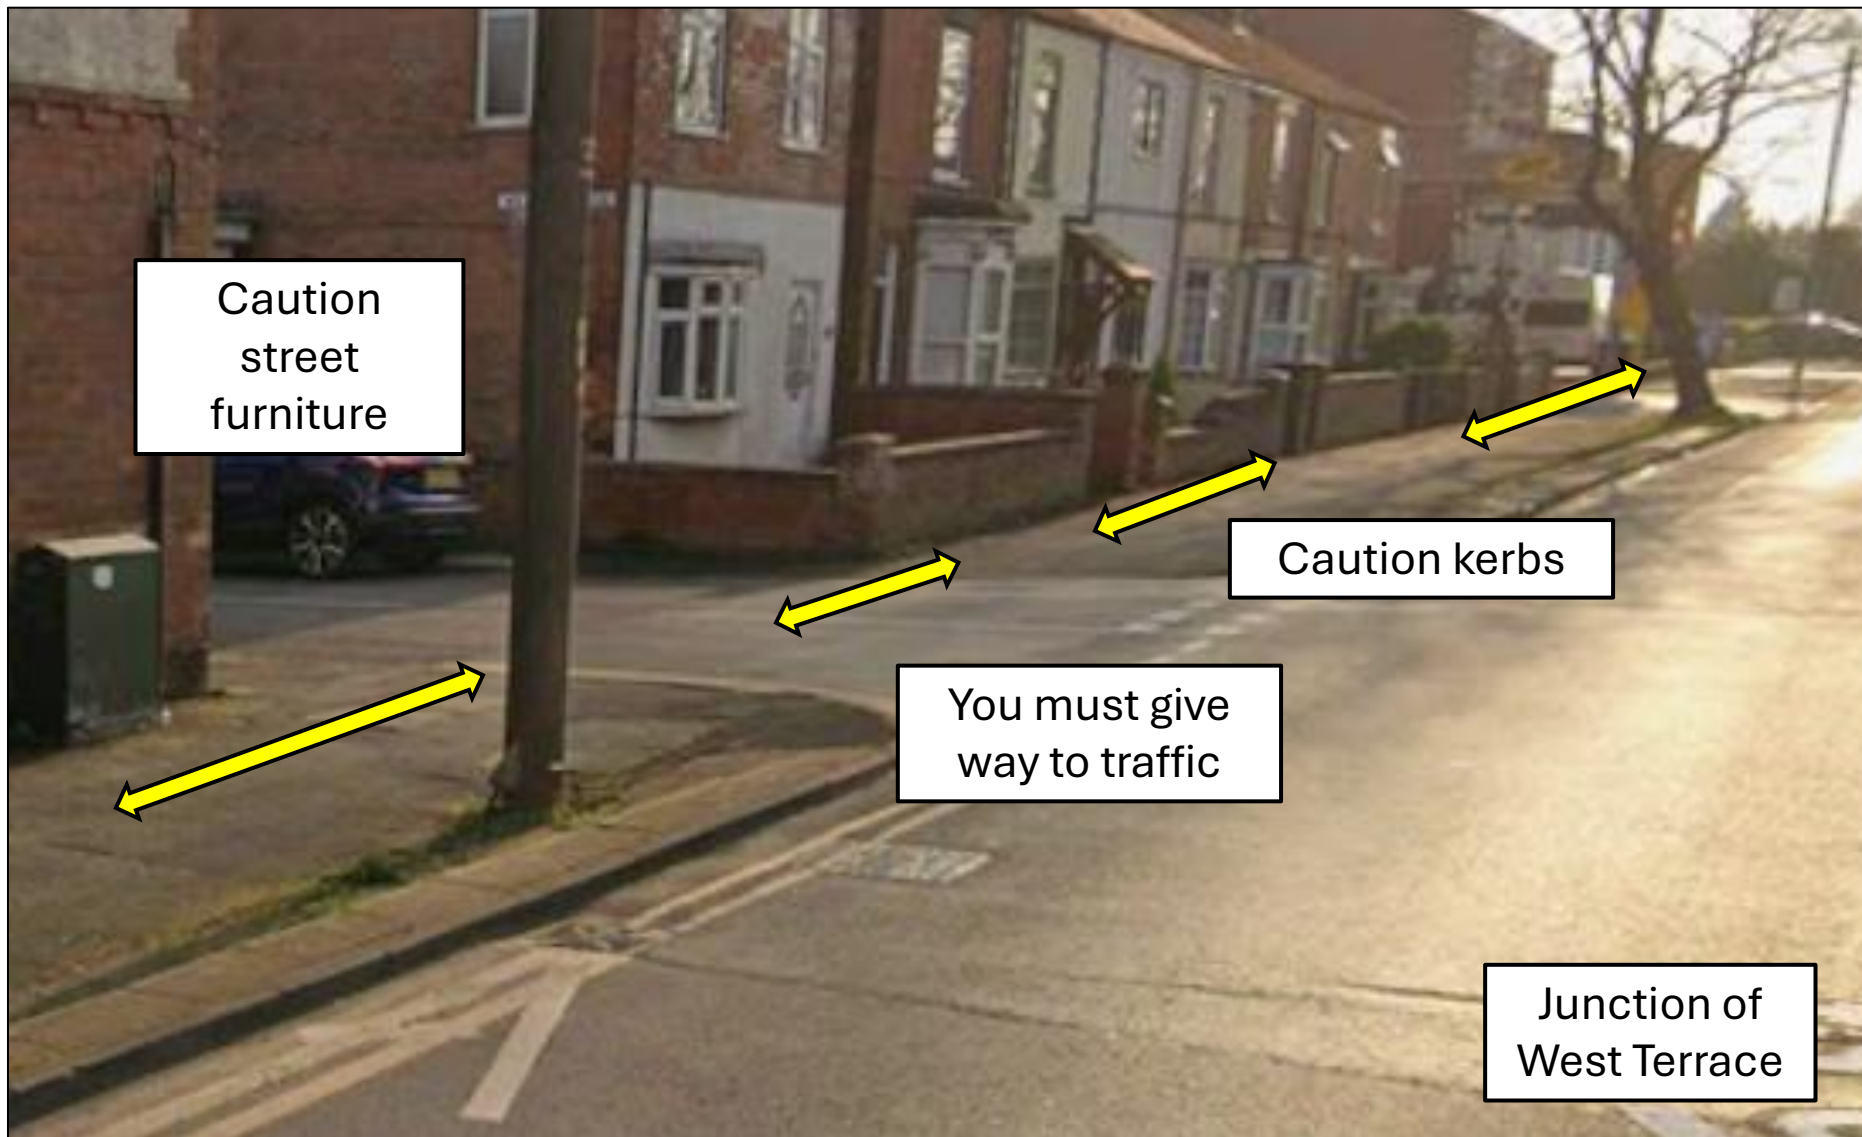 Caution
street
furniture
Caution kerbs
You must give
way to traffic
Junction of
West Terrace